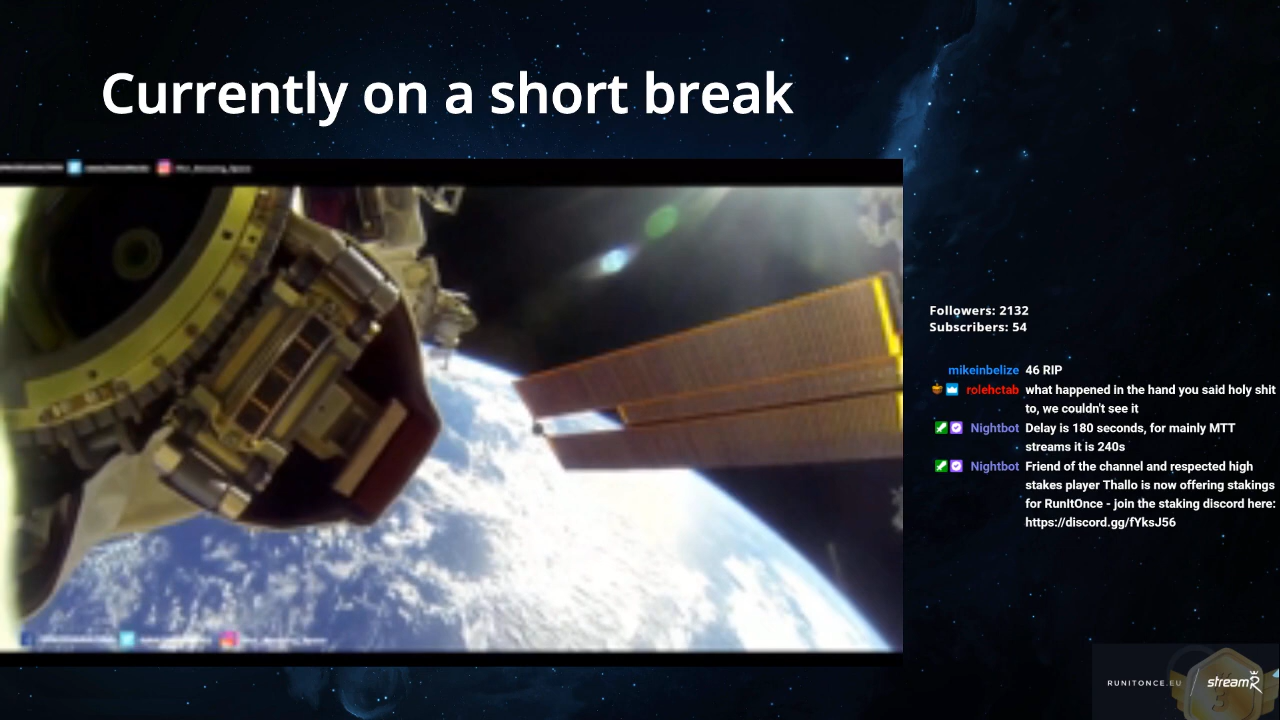 Currently on a short break
Followers: 2132
Subscribers: 54
mikeinbelize 46 RIP
rolehctab what happened in the hand you said holy shit
to, we couldn't see it
Nightbot Delay is 180 seconds, for mainly MTT
streams it is 240s
Nightbot Friend of the channel and respected high
stakes player Thallo is now offering stakings
for RunItOnce - join the staking discord here:
https://discord.gg/fYksJ56
RUNITONCE.EU streamR